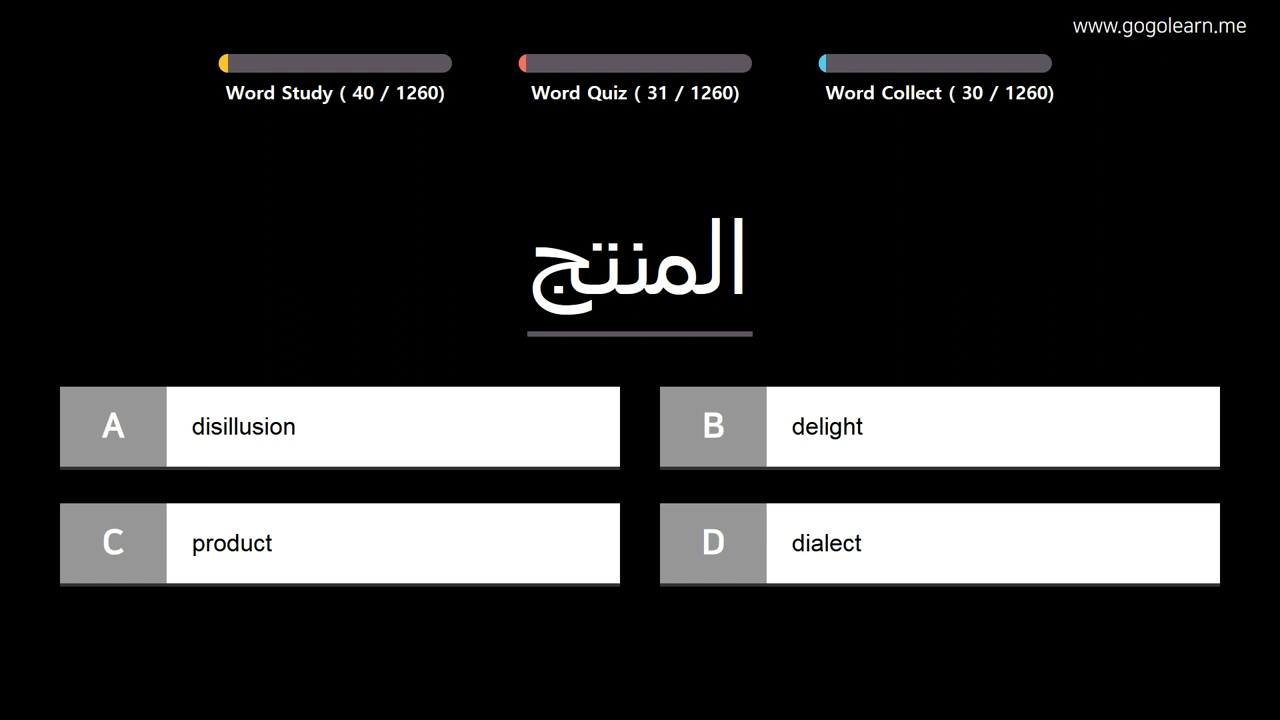 www.gogolearn.me
Word Study ( 40 / 1260)
Word Quiz ( 31 / 1260)
Word Collect ( 30 / 1260)
المنتج
A disillusion
B delight
C product
D dialect